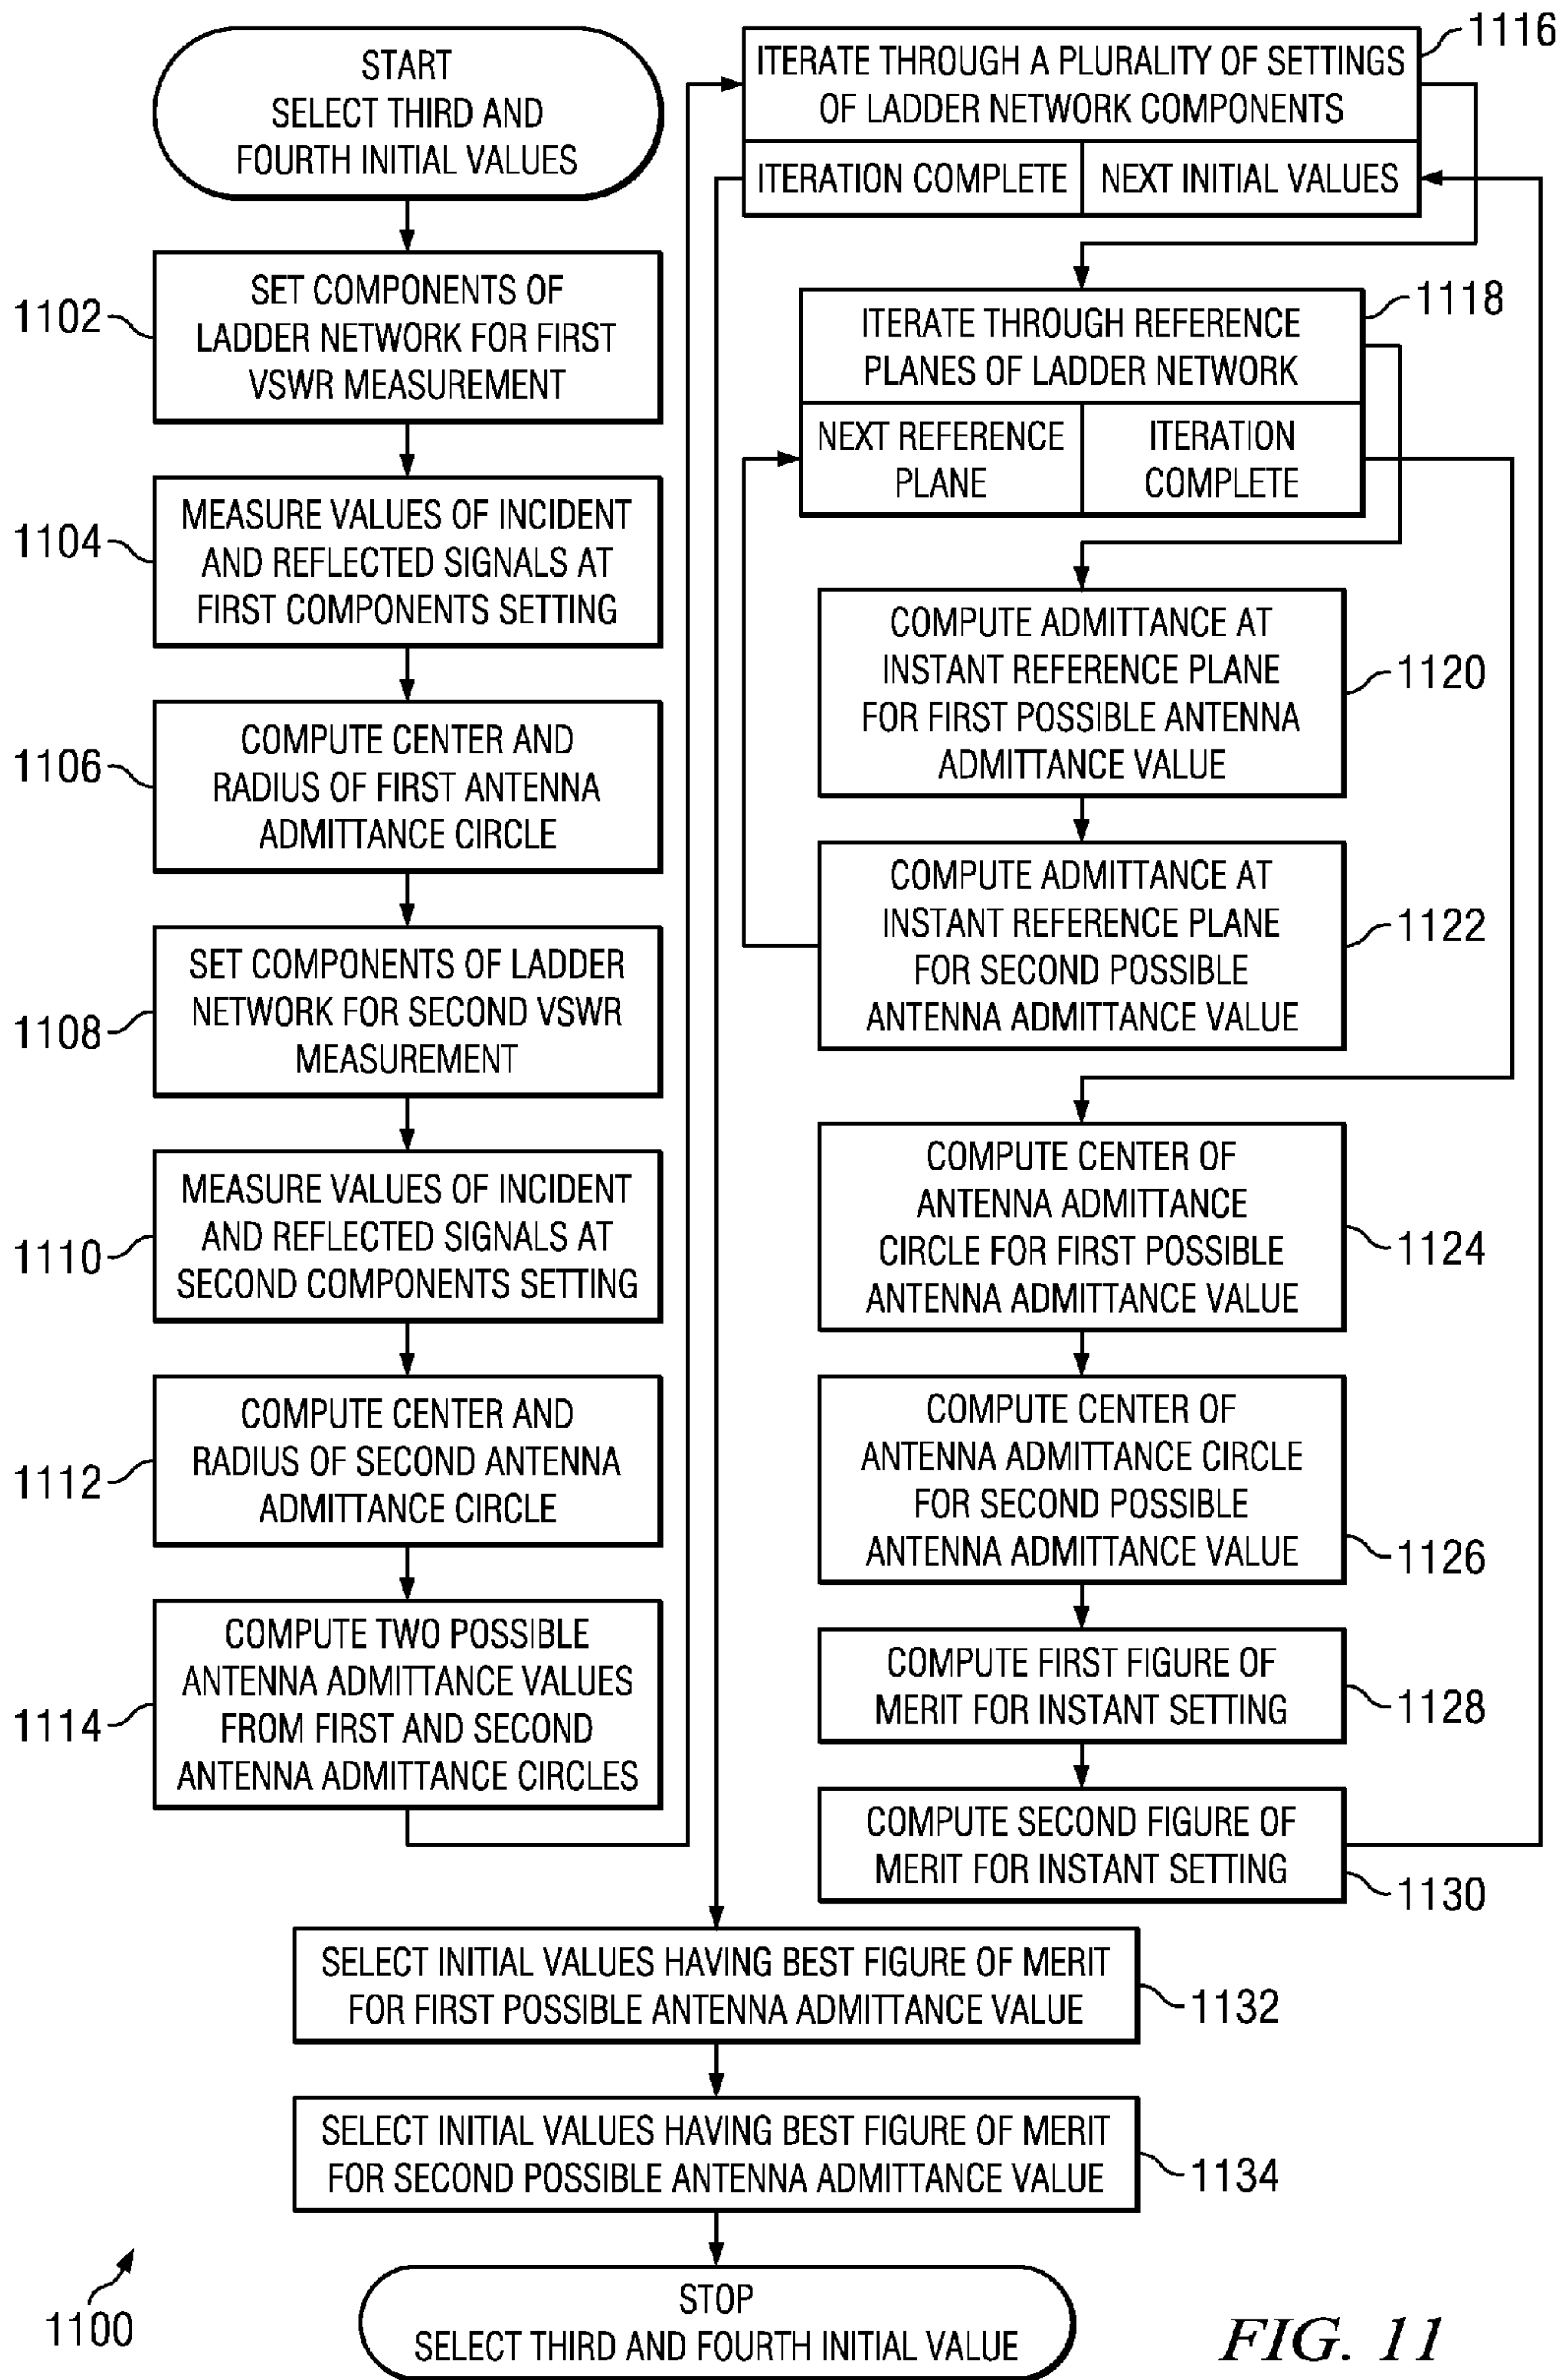 START
SELECT THIRD AND
FOURTH INITIAL VALUES
1102
SET COMPONENTS OF
LADDER NETWORK FOR FIRST
VSWR MEASUREMENT
1104
MEASURE VALUES OF INCIDENT
AND REFLECTED SIGNALS AT
FIRST COMPONENTS SETTING
1106
COMPUTE CENTER AND
RADIUS OF FIRST ANTENNA
ADMITTANCE CIRCLE
1108
SET COMPONENTS OF LADDER
NETWORK FOR SECOND VSWR
MEASUREMENT
1110
MEASURE VALUES OF INCIDENT
AND REFLECTED SIGNALS AT
SECOND COMPONENTS SETTING
1112
COMPUTE CENTER AND
RADIUS OF SECOND ANTENNA
ADMITTANCE CIRCLE
1114
COMPUTE TWO POSSIBLE
ANTENNA ADMITTANCE VALUES
FROM FIRST AND SECOND
ANTENNA ADMITTANCE CIRCLES
1116
ITERATE THROUGH A PLURALITY OF SETTINGS
OF LADDER NETWORK COMPONENTS
ITERATION COMPLETE
NEXT INITIAL VALUES
1118
ITERATE THROUGH REFERENCE
PLANES OF LADDER NETWORK
NEXT REFERENCE
PLANE
ITERATION
COMPLETE
COMPUTE ADMITTANCE AT
INSTANT REFERENCE PLANE
FOR FIRST POSSIBLE ANTENNA
ADMITTANCE VALUE
1120
COMPUTE ADMITTANCE AT
INSTANT REFERENCE PLANE
FOR SECOND POSSIBLE
ANTENNA ADMITTANCE VALUE
1122
COMPUTE CENTER OF
ANTENNA ADMITTANCE
CIRCLE FOR FIRST POSSIBLE
ANTENNA ADMITTANCE VALUE
1124
COMPUTE CENTER OF
ANTENNA ADMITTANCE CIRCLE
FOR SECOND POSSIBLE
ANTENNA ADMITTANCE VALUE
1126
COMPUTE FIRST FIGURE OF
MERIT FOR INSTANT SETTING
1128
COMPUTE SECOND FIGURE OF
MERIT FOR INSTANT SETTING
1130
SELECT INITIAL VALUES HAVING BEST FIGURE OF MERIT
FOR FIRST POSSIBLE ANTENNA ADMITTANCE VALUE
1132
SELECT INITIAL VALUES HAVING BEST FIGURE OF MERIT
FOR SECOND POSSIBLE ANTENNA ADMITTANCE VALUE
1134
STOP
SELECT THIRD AND FOURTH INITIAL VALUE
1100
FIG. 11